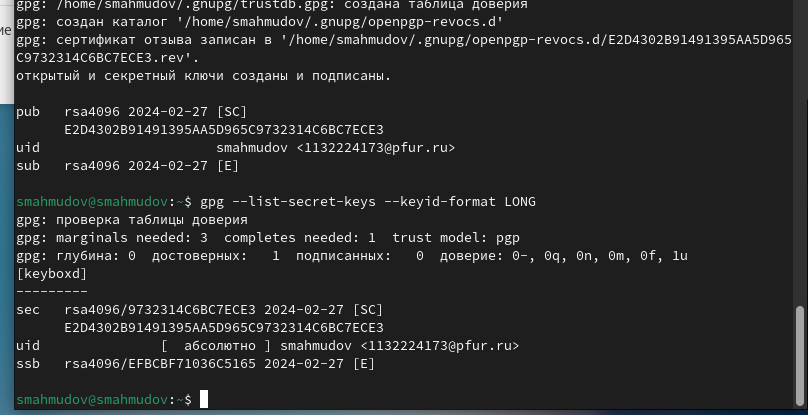 ие
gpg: /home/smahmudov/.gnupg/trustdb.gpg: создана таблица доверия
gpg: создан каталог '/home/smahmudov/.gnupg/openpgp-revocs.d'
gpg: сертификат отзыва записан в '/home/smahmudov/.gnupg/openpgp-revocs.d/E2D4302B91491395AA5D965
C9732314C6BC7ECE3.rev'.
открытый и секретный ключи созданы и подписаны.
pub   rsa4096 2024-02-27 [SC]
      E2D4302B91491395AA5D965C9732314C6BC7ECE3
uid                      smahmudov <1132224173@pfur.ru>
sub   rsa4096 2024-02-27 [E]
smahmudov@smahmudov:~$ gpg --list-secret-keys --keyid-format LONG
gpg: проверка таблицы доверия
gpg: marginals needed: 3  completes needed: 1  trust model: pgp
gpg: глубина: 0  достоверных:   1  подписанных:   0  доверие: 0-, 0q, 0n, 0m, 0f, 1u
[keyboxd]
---------
sec   rsa4096/9732314C6BC7ECE3 2024-02-27 [SC]
      E2D4302B91491395AA5D965C9732314C6BC7ECE3
uid               [  абсолютно ] smahmudov <1132224173@pfur.ru>
ssb   rsa4096/EFBCBF71036C5165 2024-02-27 [E]
smahmudov@smahmudov:~$